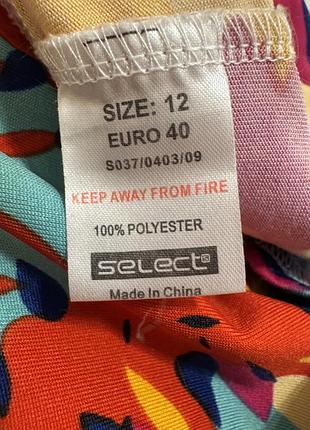 SIZE: 12
EURO 40
S037/0403/09
KEEP AWAY FROM FIRE
100% POLYESTER
select
Made In China